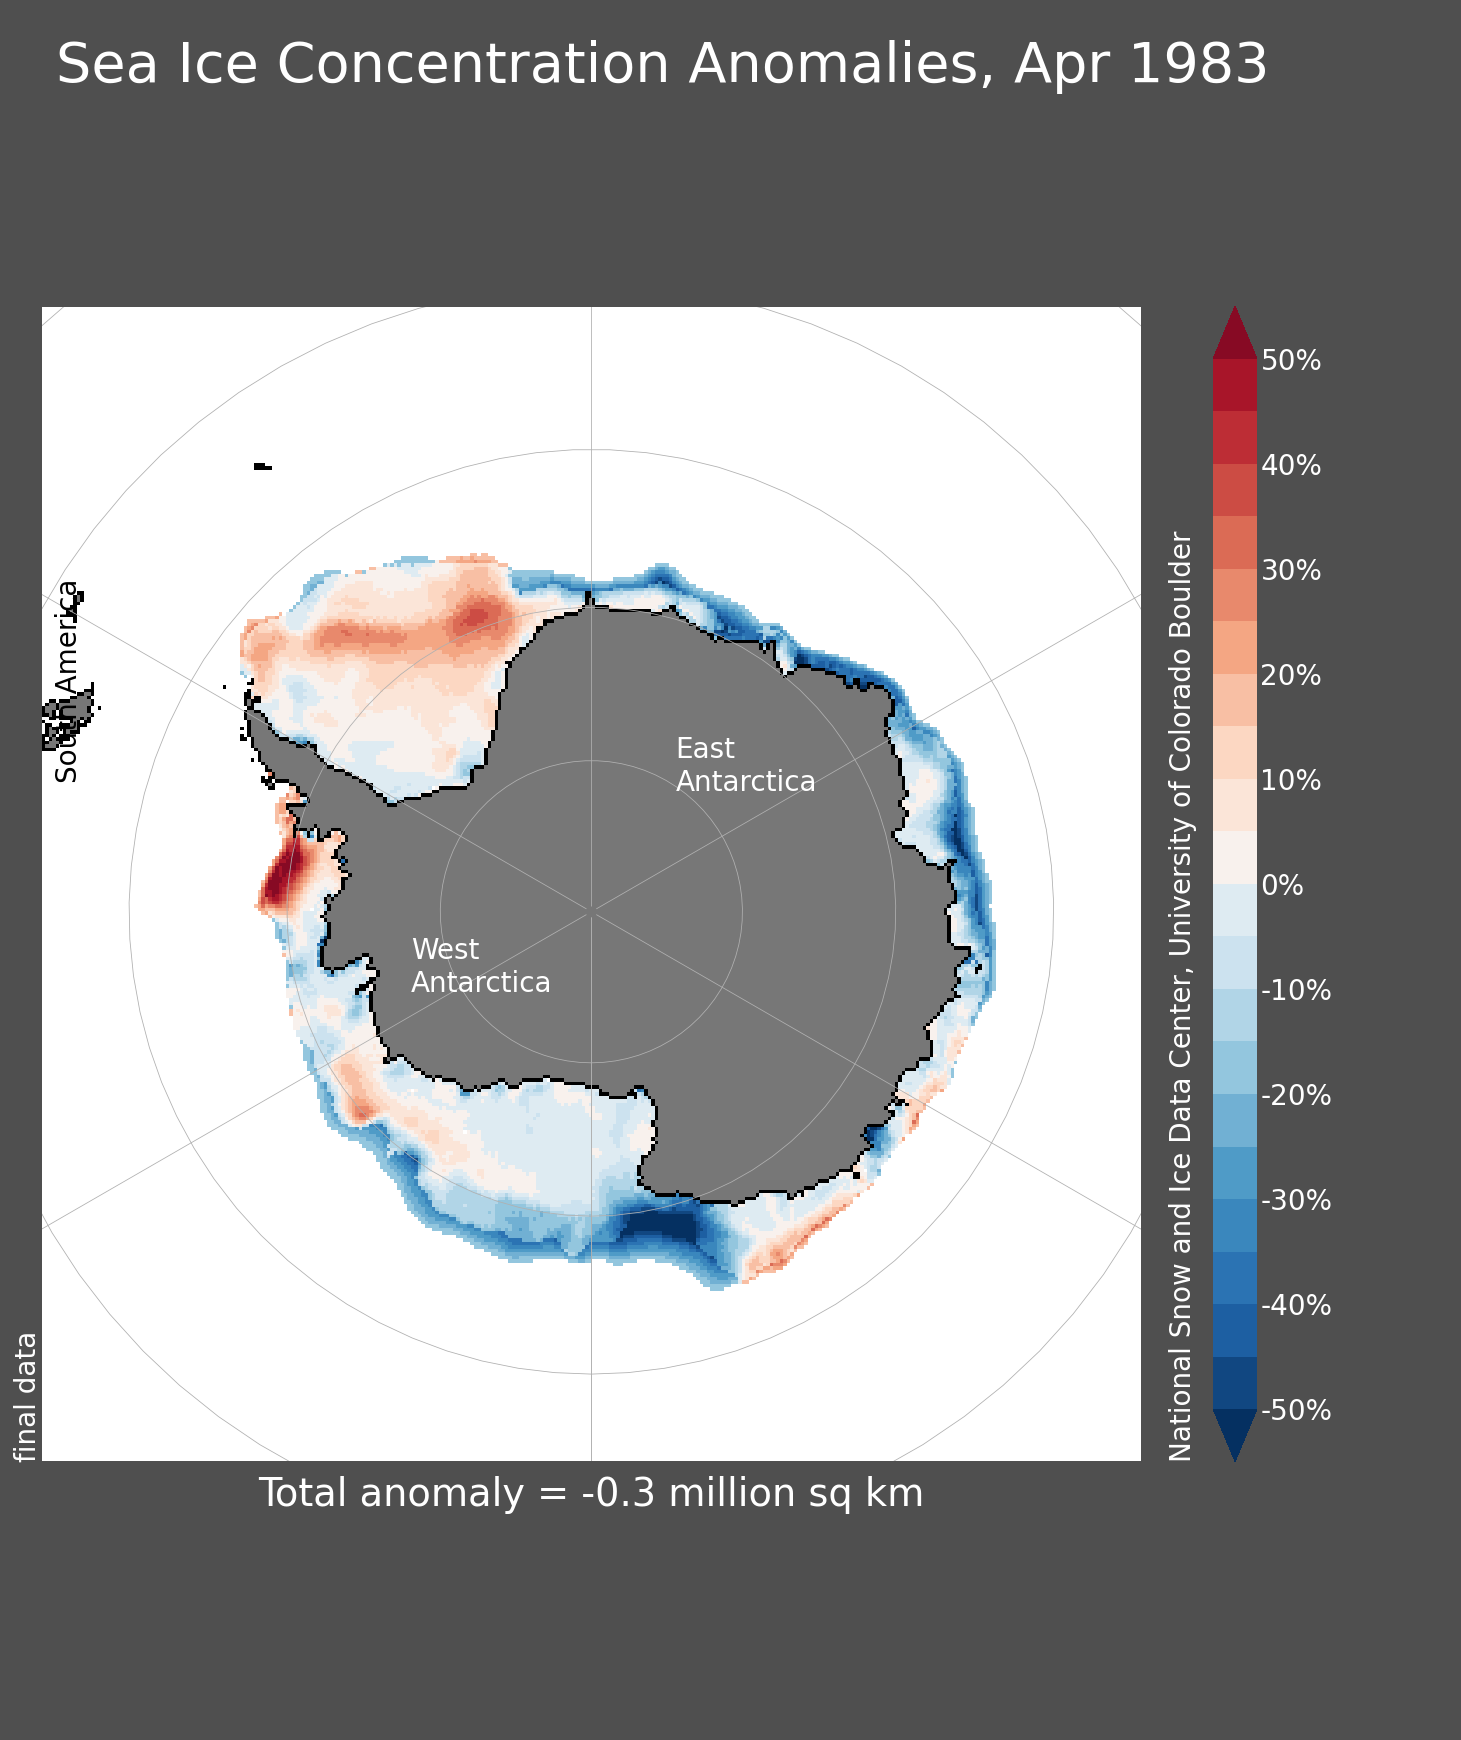 Sea Ice Concentration Anomalies, Apr 1983
South America
East
Antarctica
West
Antarctica
final data
National Snow and Ice Data Center, University of Colorado Boulder
50%
40%
30%
20%
10%
0%
-10%
-20%
-30%
-40%
-50%
Total anomaly = -0.3 million sq km